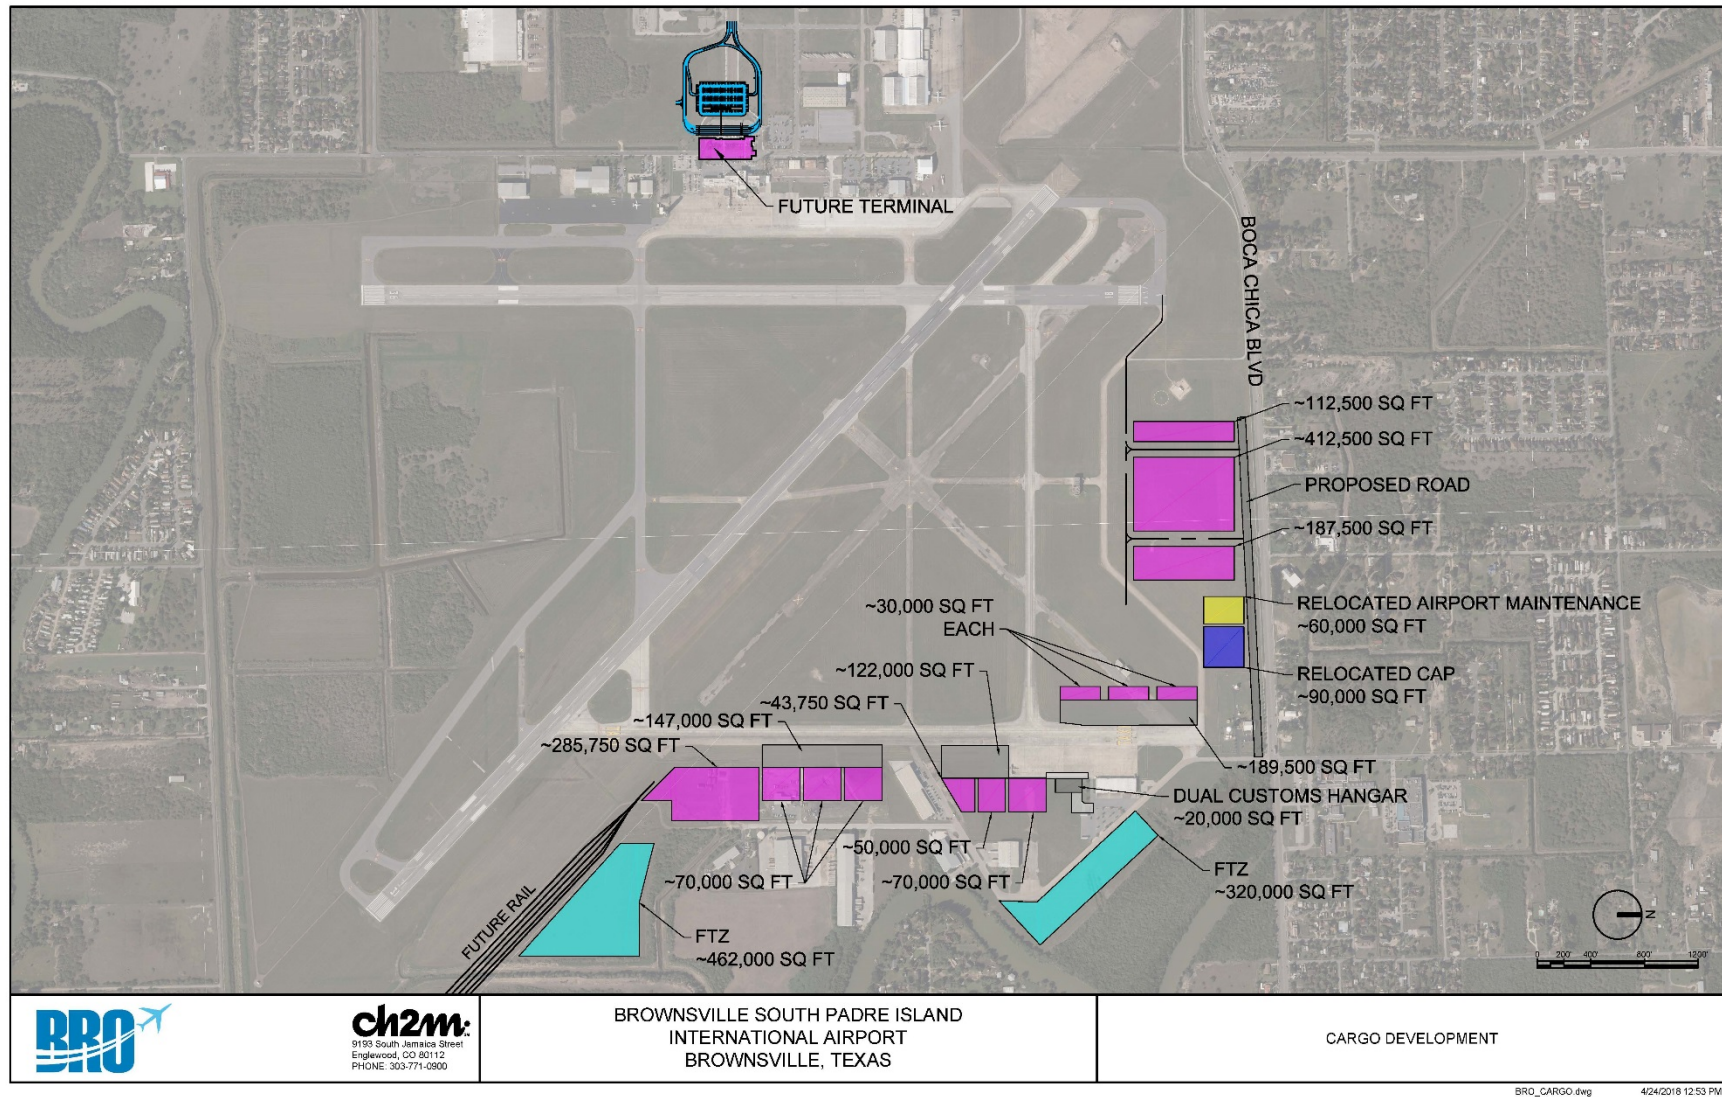 FUTURE TERMINAL
BOCA CHICA BLVD
~112,500 SQ FT
~412,500 SQ FT
PROPOSED ROAD
~187,500 SQ FT
~30,000 SQ FT
EACH
RELOCATED AIRPORT MAINTENANCE
~60,000 SQ FT
~122,000 SQ FT
RELOCATED CAP
~90,000 SQ FT
~43,750 SQ FT
~147,000 SQ FT
~285,750 SQ FT
~189,500 SQ FT
DUAL CUSTOMS HANGAR
~20,000 SQ FT
~50,000 SQ FT
~70,000 SQ FT
~70,000 SQ FT
FTZ
~320,000 SQ FT
FUTURE RAIL
FTZ
~462,000 SQ FT
N
0 200' 400' 800' 1200'
BRO
ch2m:
9193 South Jamaica Street
Englewood, CO 80112
PHONE: 303-771-0900
BROWNSVILLE SOUTH PADRE ISLAND
INTERNATIONAL AIRPORT
BROWNSVILLE, TEXAS
CARGO DEVELOPMENT
BRO_CARGO.dwg 4/24/2018 12:53 PM